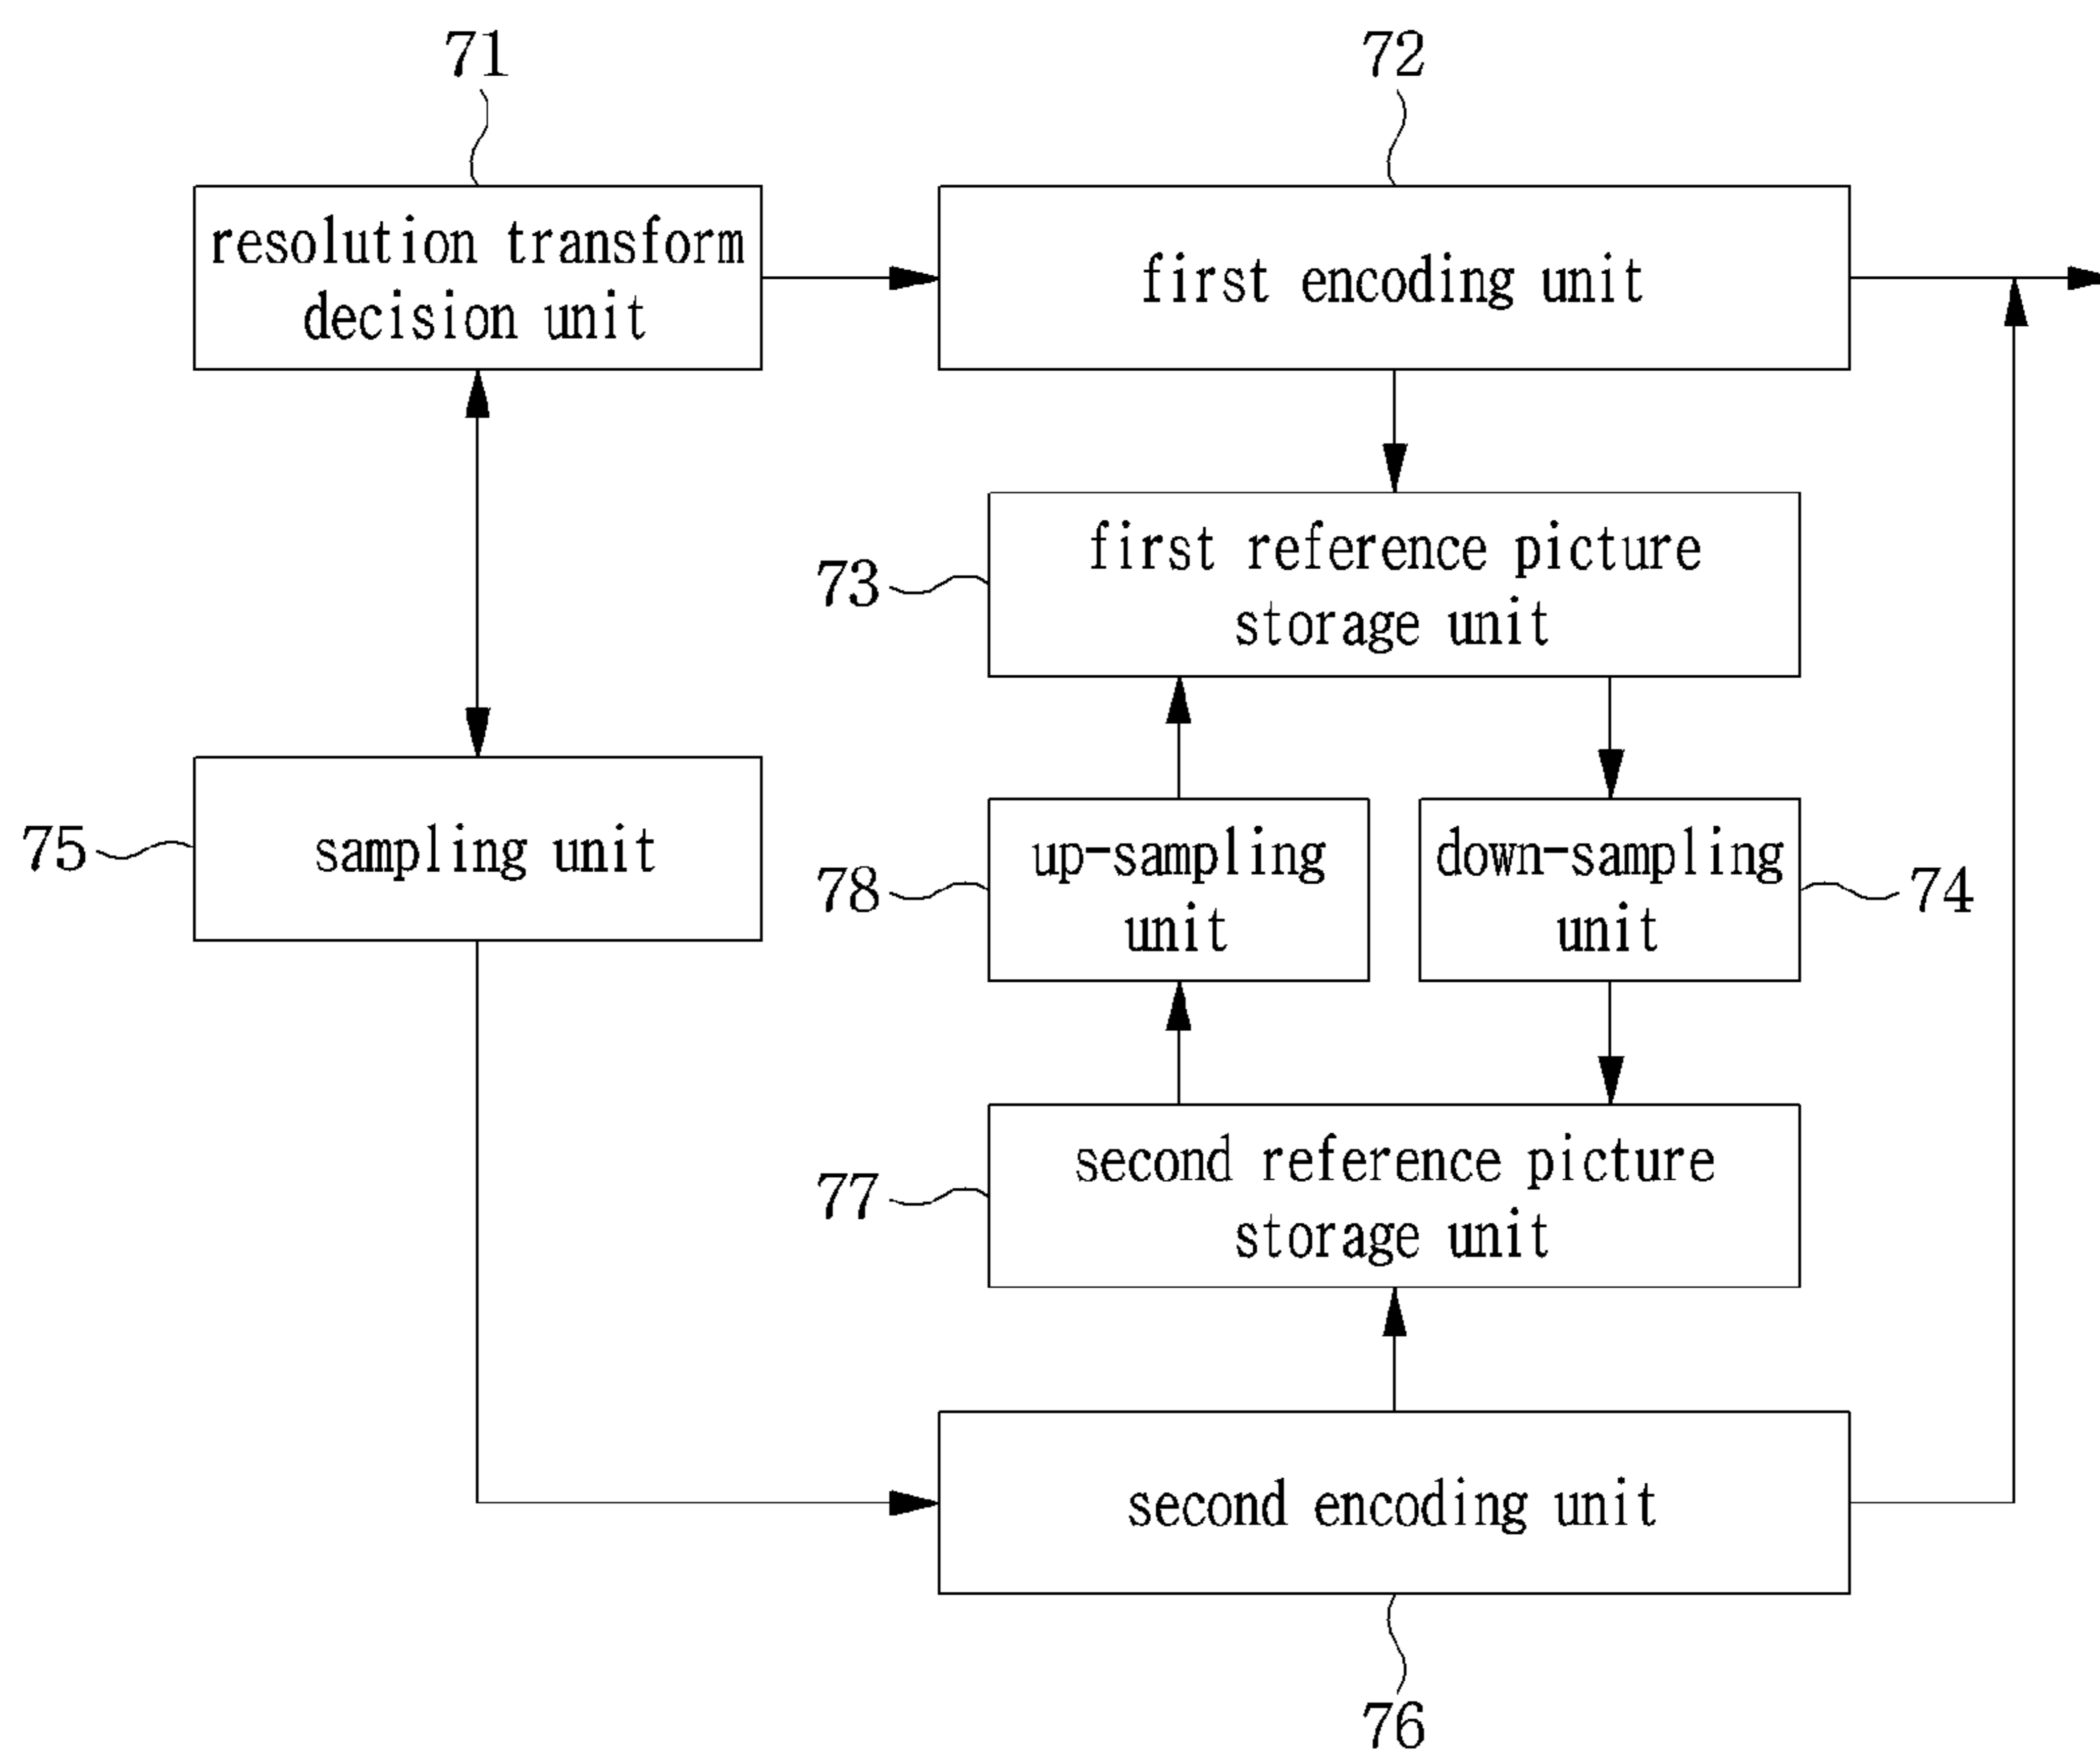 71
72
resolution transform
decision unit
first encoding unit
73
first reference picture
storage unit
75
sampling unit
78
up-sampling
unit
down-sampling
unit
74
77
second reference picture
storage unit
second encoding unit
76